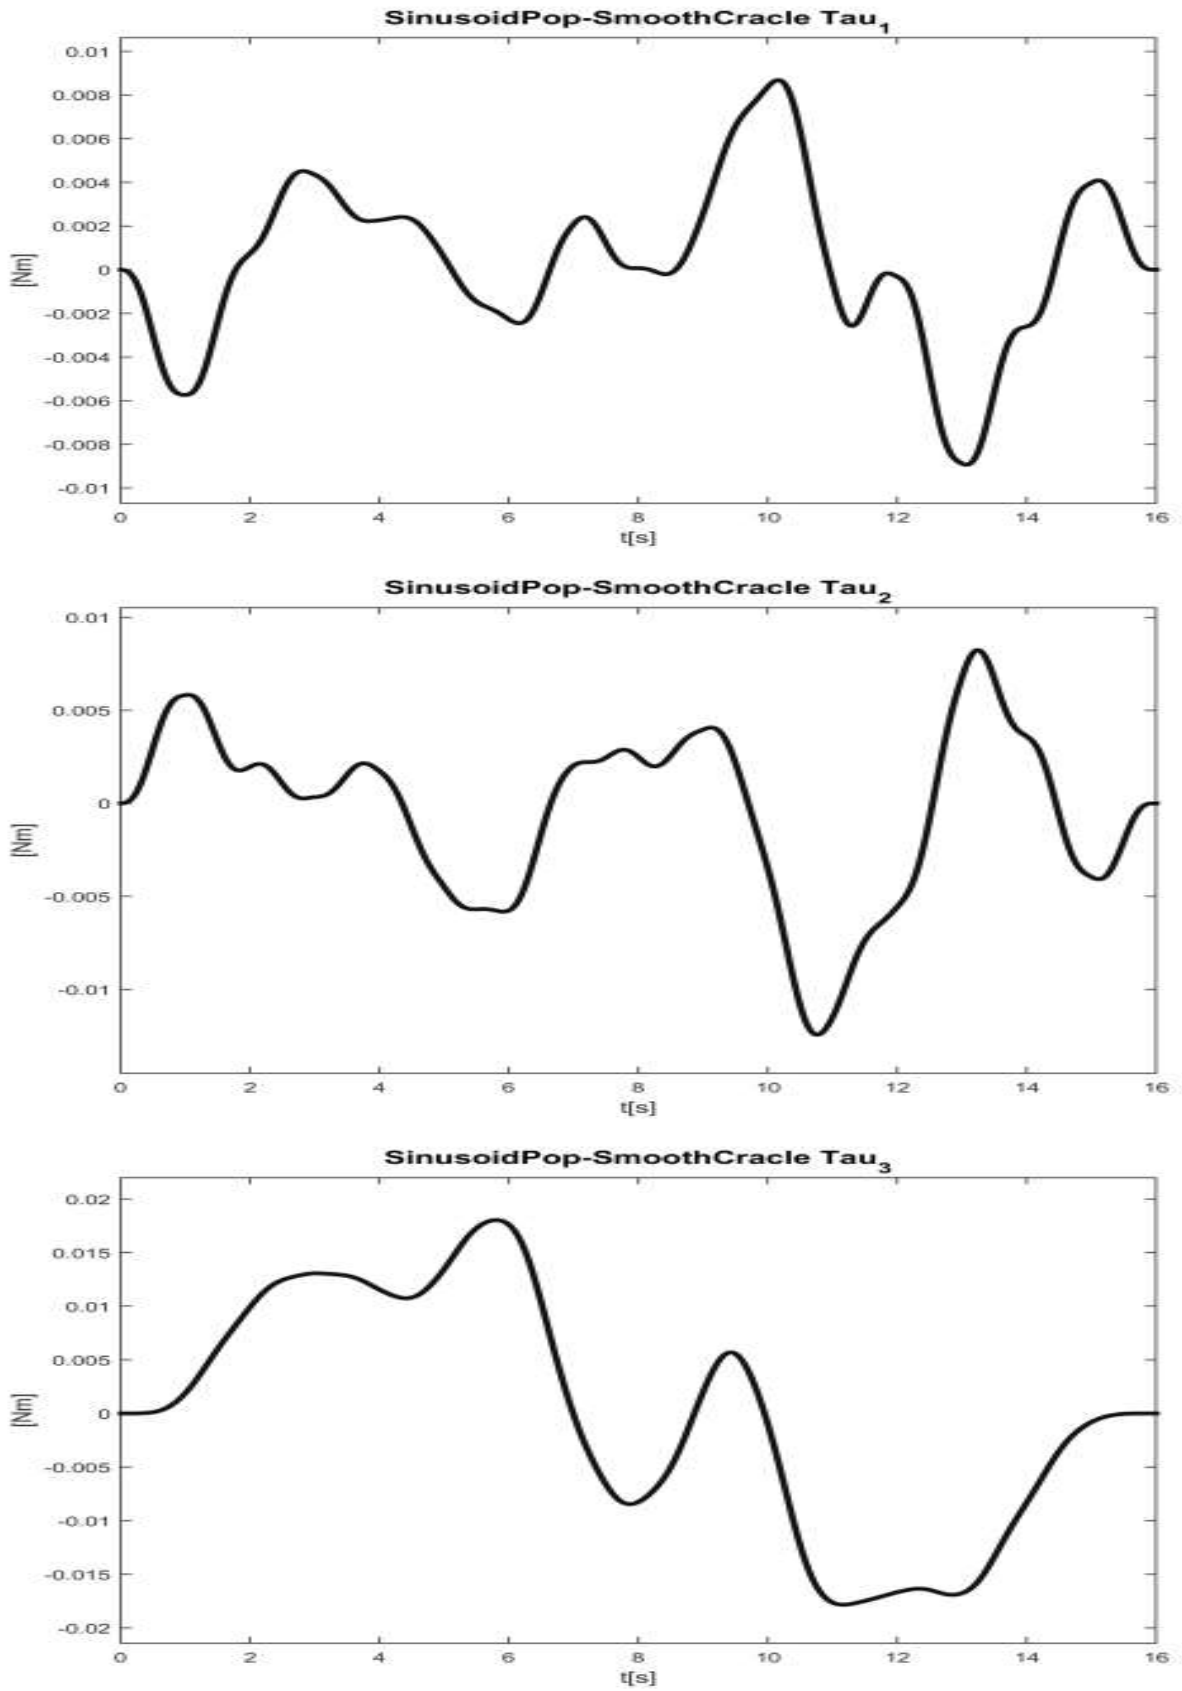 SinusoidPop-SmoothCracle Tau₁
0.01
0.008
0.006
0.004
0.002
0
-0.002
-0.004
-0.006
-0.008
-0.01
[Nm]
0 2 4 6 8 10 12 14 16
t[s]
SinusoidPop-SmoothCracle Tau₂
0.01
0.005
0
-0.005
-0.01
[Nm]
0 2 4 6 8 10 12 14 16
t[s]
SinusoidPop-SmoothCracle Tau₃
0.02
0.015
0.01
0.005
0
-0.005
-0.01
-0.015
-0.02
[Nm]
0 2 4 6 8 10 12 14 16
t[s]